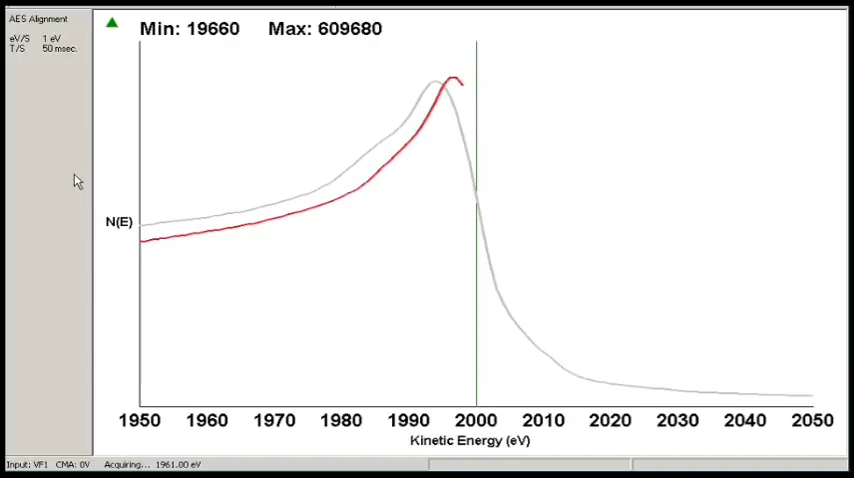 AES Alignment
eV/S 1 eV
T/S 50 msec.
Min: 19660 Max: 609680
N(E)
1950 1960 1970 1980 1990 2000 2010 2020 2030 2040 2050
Kinetic Energy (eV)
Input: VF1 CMA: 0V Acquiring... 1961.00 eV